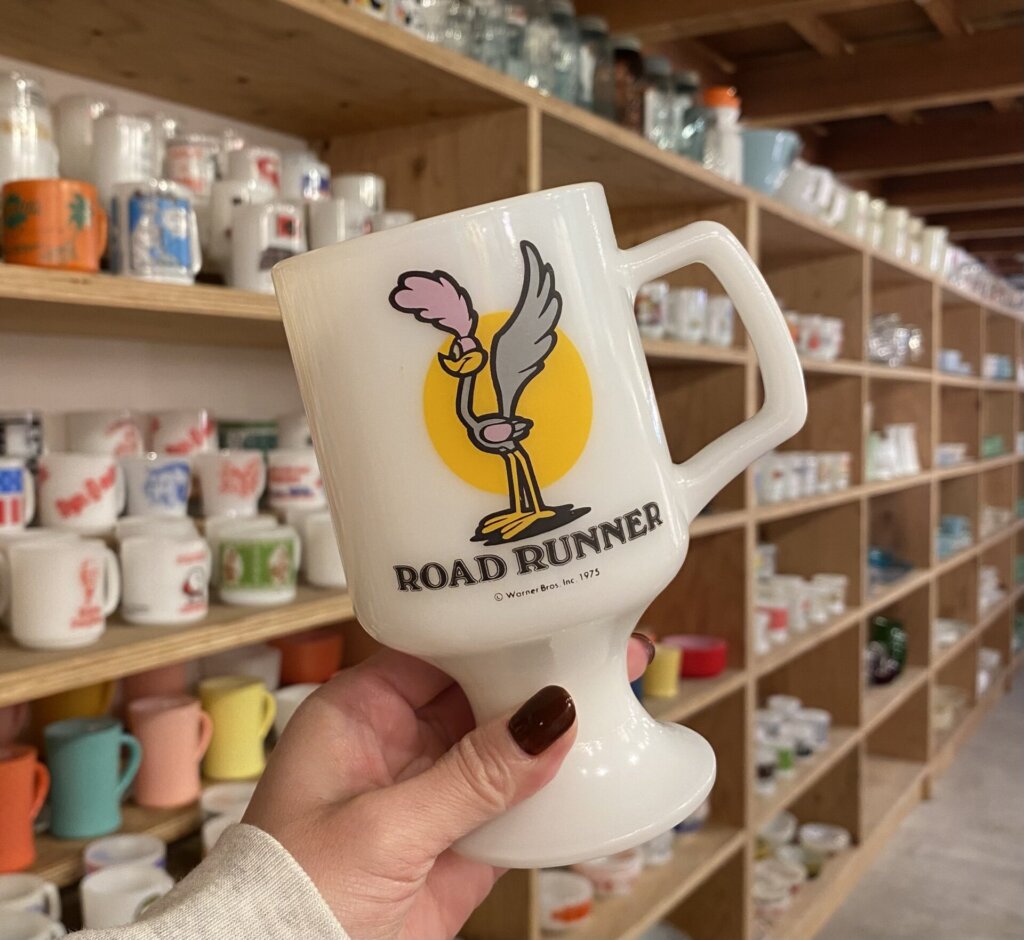 ROAD RUNNER
© Warner Bros. Inc. 1975